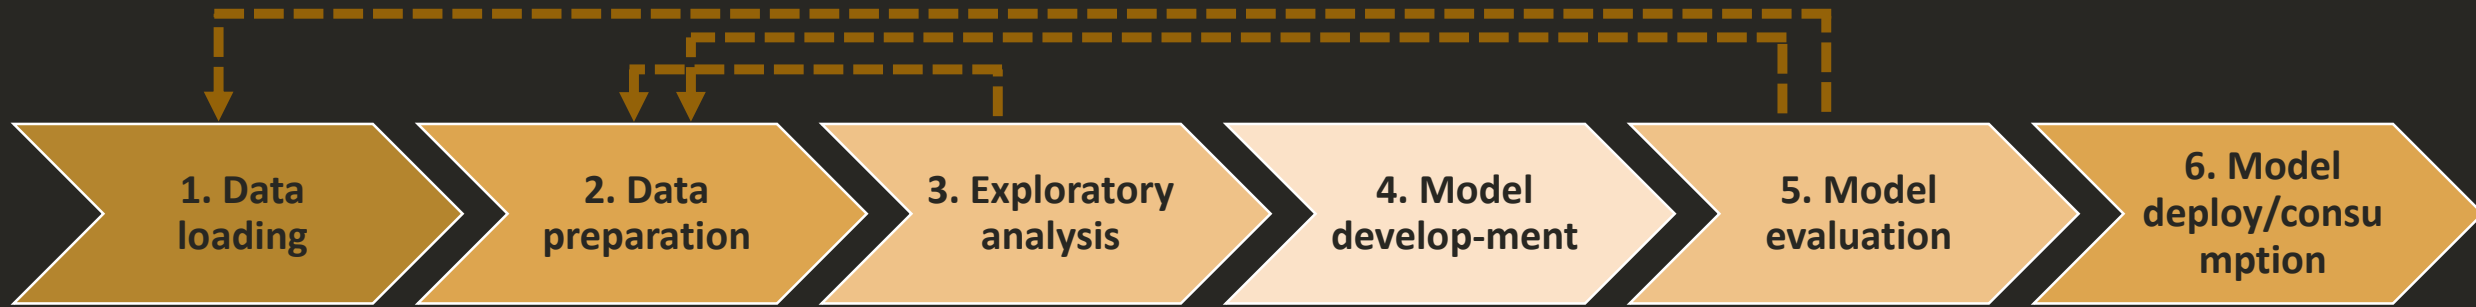 1. Data
loading
2. Data
preparation
3. Exploratory
analysis
4. Model
develop-ment
5. Model
evaluation
6. Model
deploy/consu
mption